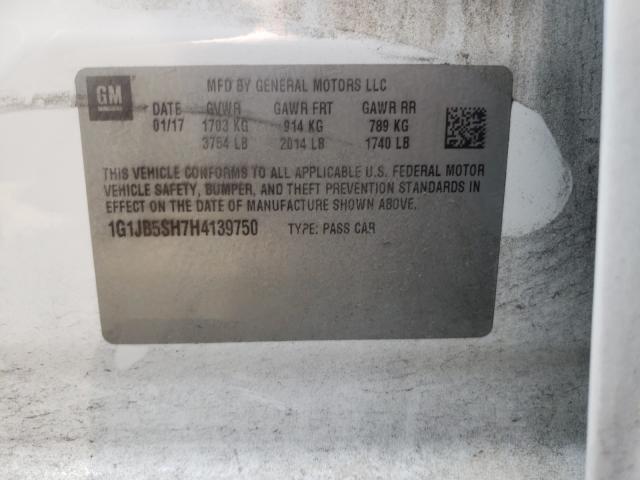 GM
MFD BY GENERAL MOTORS LLC
DATE GVWR GAWR FRT GAWR RR
01/17 1703 KG 914 KG 789 KG
3754 LB 2014 LB 1740 LB
THIS VEHICLE CONFORMS TO ALL APPLICABLE U.S. FEDERAL MOTOR
VEHICLE SAFETY, BUMPER, AND THEFT PREVENTION STANDARDS IN
EFFECT ON THE DATE OF MANUFACTURE SHOWN ABOVE.
1G1JB5SH7H4139750 TYPE: PASS CAR